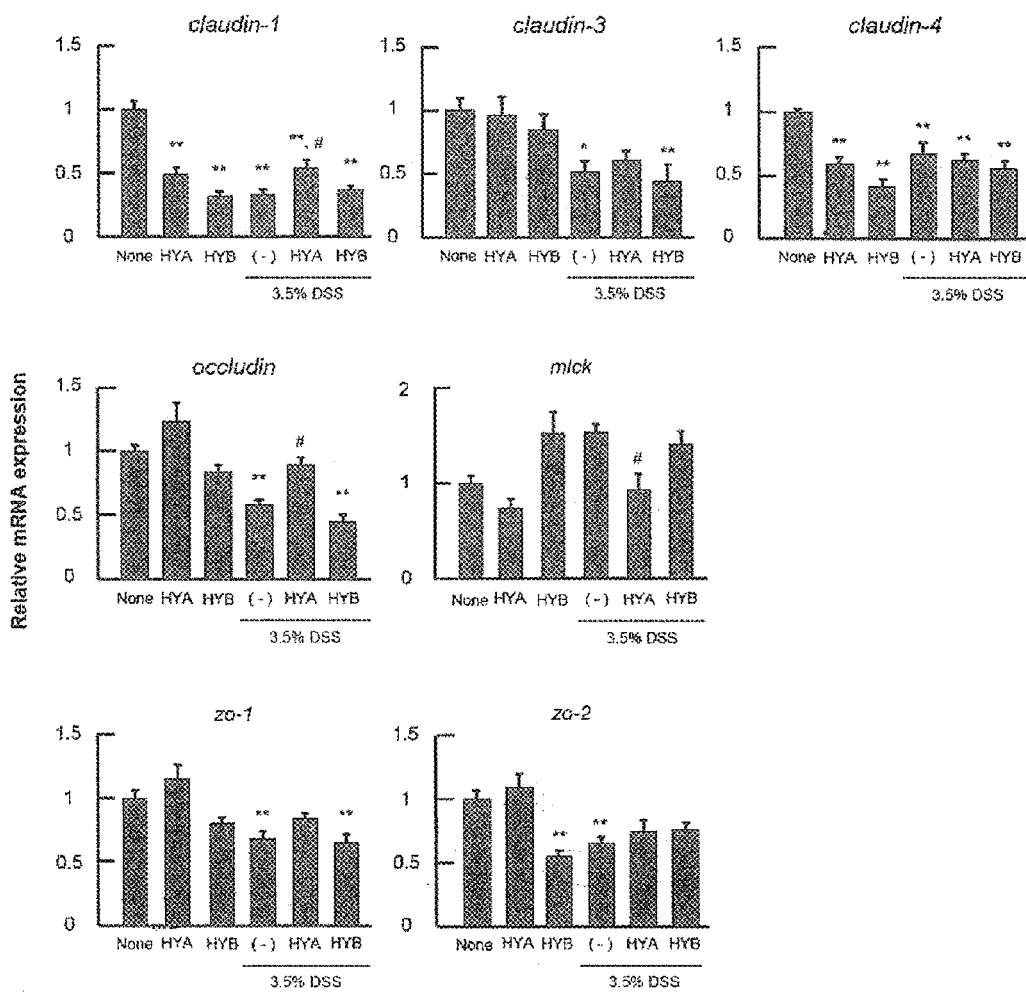 claudin-1
claudin-3
claudin-4
1.5
1
0.5
0
**
**
**
**, #
**
None HYA HYB (-) HYA HYB
3.5% DSS
1.5
1
0.5
0
*
**
None HYA HYB (-) HYA HYB
3.5% DSS
1.5
1
0.5
0
**
**
**
**
**
None HYA HYB (-) HYA HYB
3.5% DSS
Relative mRNA expression
occludin
mlck
1.5
1
0.5
0
**
#
**
None HYA HYB (-) HYA HYB
3.5% DSS
2
1
0
#
None HYA HYB (-) HYA HYB
3.5% DSS
zo-1
zo-2
1.5
1
0.5
0
**
**
None HYA HYB (-) HYA HYB
3.5% DSS
1.5
1
0.5
0
**
**
None HYA HYB (-) HYA HYB
3.5% DSS